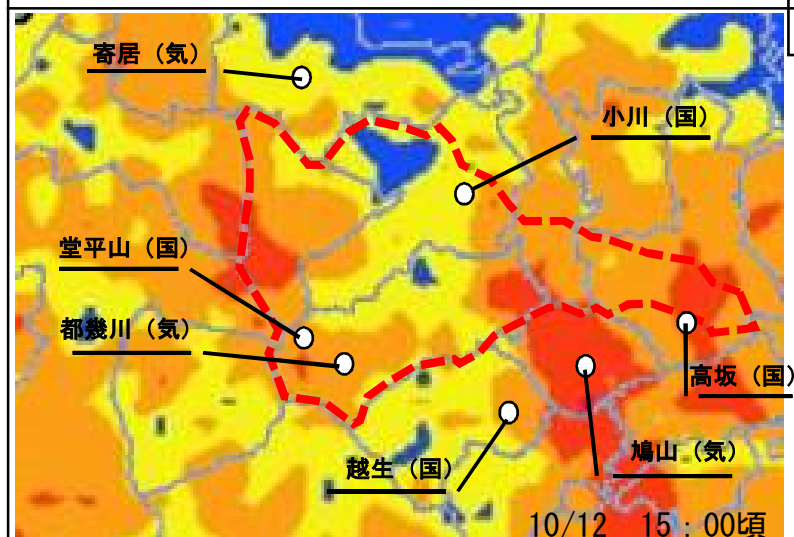 寄居（気）
小川（国）
堂平山（国）
都幾川（気）
高坂（国）
鳩山（気）
越生（国）
10/12　15：00頃